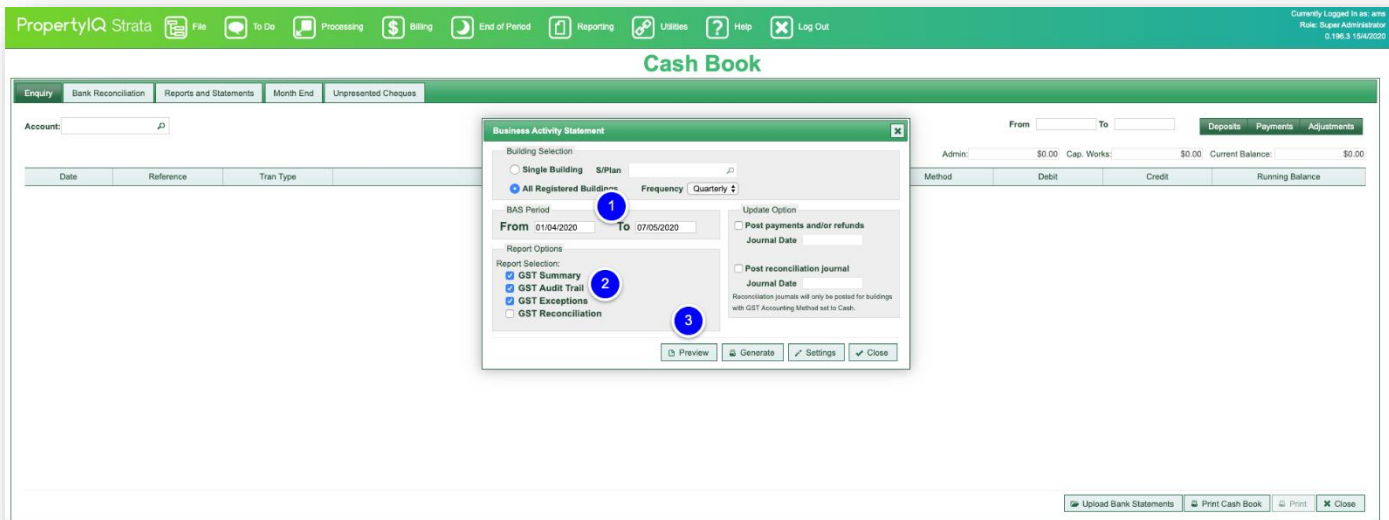 PropertyIQ Strata File To Do Processing Billing End of Period Reporting Utilities Help Log Out
Currently Logged In as: ams
Role: Super Administrator
0.196.3 15/4/2020
Cash Book
Enquiry Bank Reconciliation Reports and Statements Month End Unpresented Cheques
Account:
From To Deposits Payments Adjustments
Admin: $0.00 Cap. Works: $0.00 Current Balance: $0.00
Date Reference Tran Type Method Debit Credit Running Balance
Business Activity Statement
Building Selection
Single Building S/Plan
All Registered Buildings Frequency Quarterly
1
BAS Period
From 01/04/2020 To 07/05/2020
Report Options
Report Selection:
GST Summary
GST Audit Trail
GST Exceptions
GST Reconciliation
2
Update Option
Post payments and/or refunds
Journal Date
Post reconciliation journal
Journal Date
Reconciliation journals will only be posted for buildings
with GST Accounting Method set to Cash.
3
Preview Generate Settings Close
Upload Bank Statements Print Cash Book Print Close